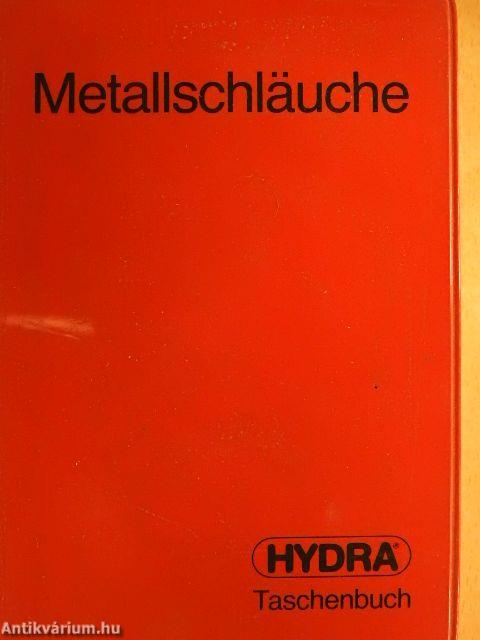 Metallschläuche
HYDRA®
Taschenbuch
Antikvárium.hu